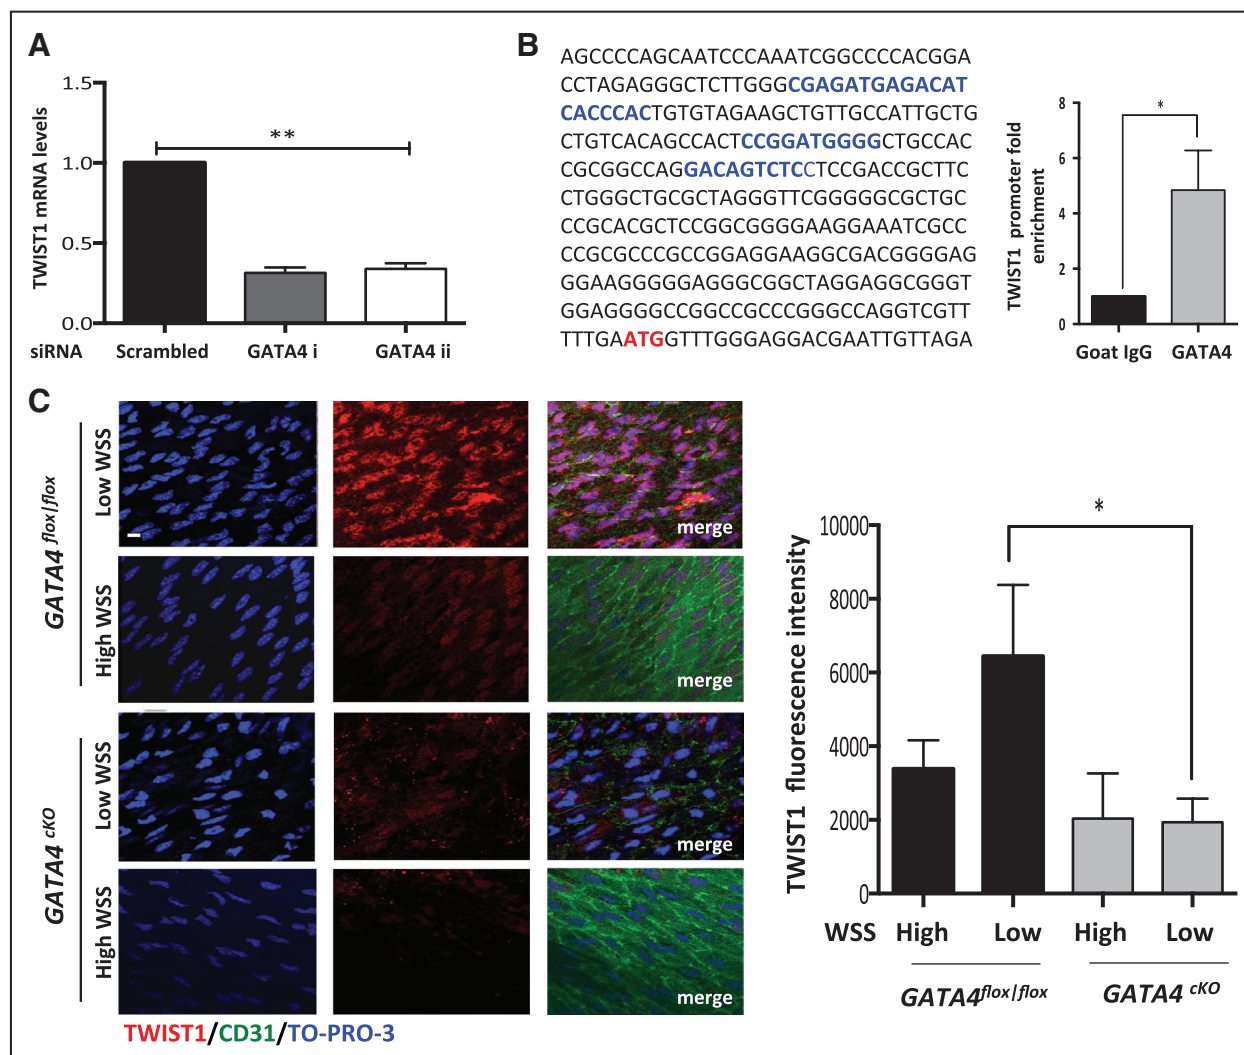 A
1.5
1.0
0.5
0.0
TWIST1 mRNA levels
**
siRNA Scrambled GATA4 i GATA4 ii
B
AGCCCCAGCAATCCCAAATCGGCCCCACGGA
CCTAGAGGGCTCTTGGGCGAGATGAGACAT
CACCCACTGTGTAGAAGCTGTTGCCATTGCTG
CTGTCACAGCCACTCCGGATGGGGCTGCCAC
CGCGGCCAGGACAGTCTCCTCCGACCGCTTC
CTGGGCTGCGCTAGGGTTCGGGGGCGCTGC
CCGCACGCTCCGGCGGGGAAGGAAATCGCC
CCGCGCCCGCCGGAGGAAGGCGACGGGGAG
GGAAGGGGGAGGGCGGCTAGGAGGCGGGT
GGAGGGGCCGGCCGCCCGGGCCAGGTCGTT
TTTGAATGGTTTGGGAGGACGAATTGTTAGA
TWIST1 promoter fold
enrichment
8
6
4
2
0
*
Goat IgG GATA4
C
GATA4 flox/flox
Low WSS
merge
High WSS
merge
GATA4 cKO
Low WSS
merge
High WSS
merge
TWIST1/CD31/TO-PRO-3
TWIST1 fluorescence intensity
10000
8000
6000
4000
2000
0
*
WSS High Low High Low
GATA4flox/flox GATA4 cKO